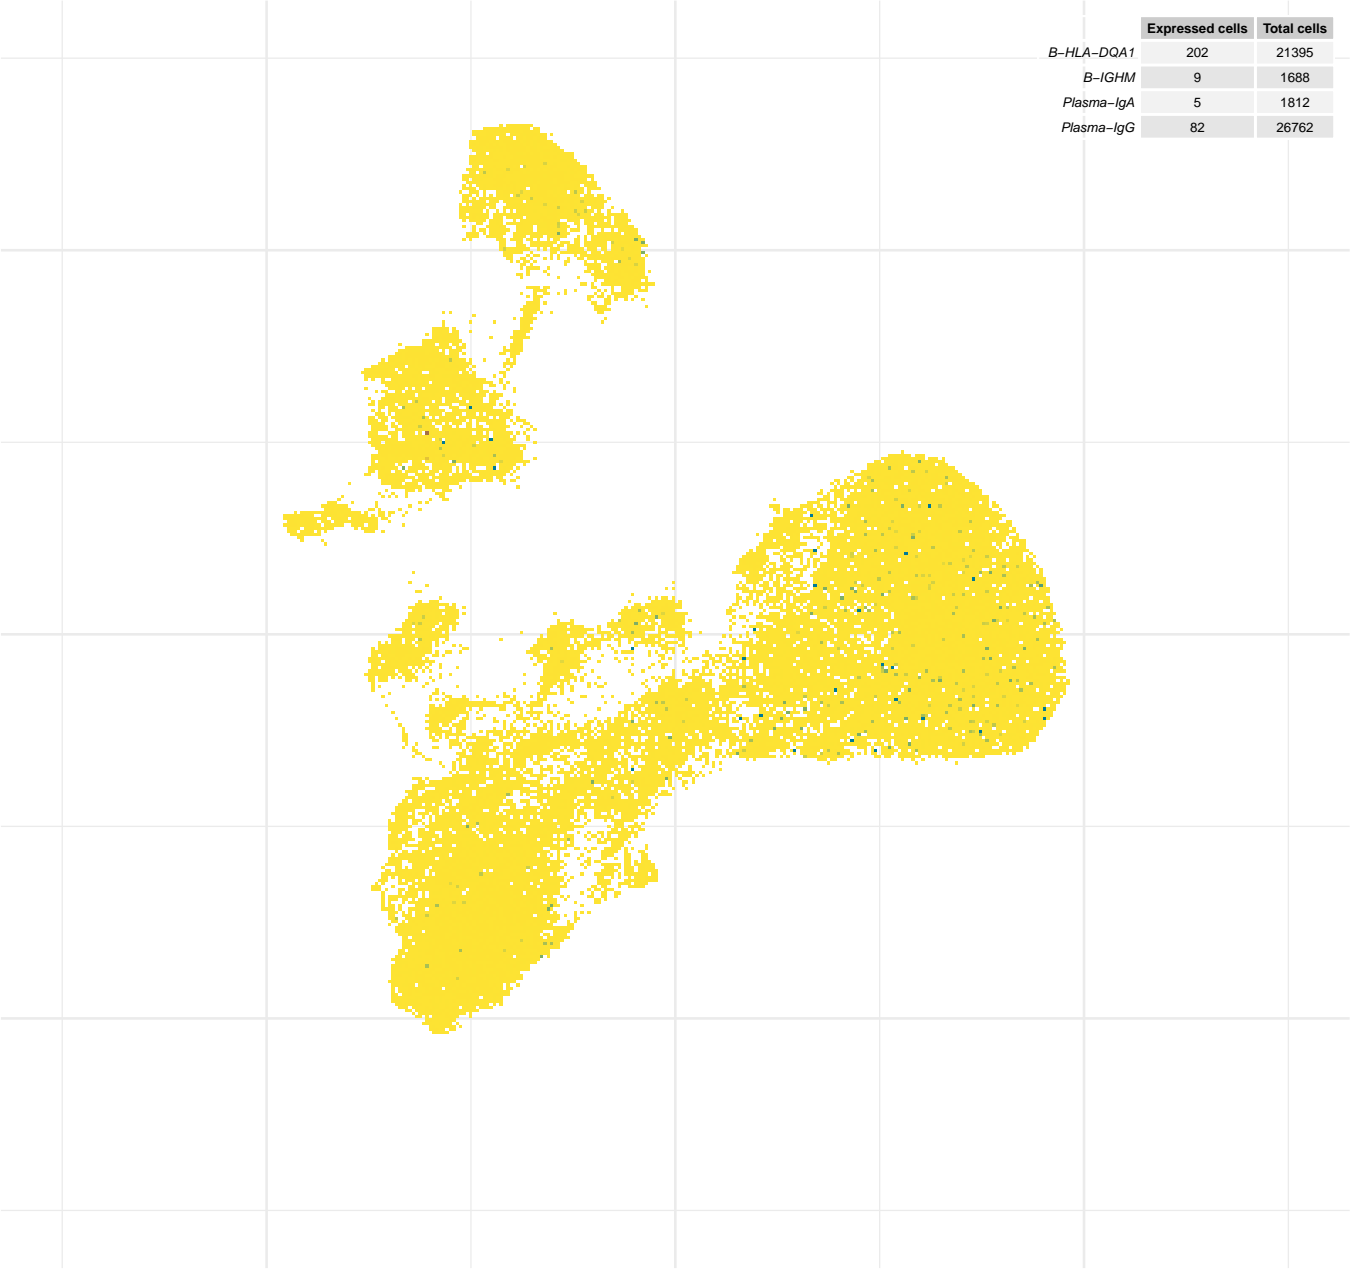 Expressed cells Total cells
B−HLA−DQA1 202 21395
B−IGHM 9 1688
Plasma−IgA 5 1812
Plasma−IgG 82 26762